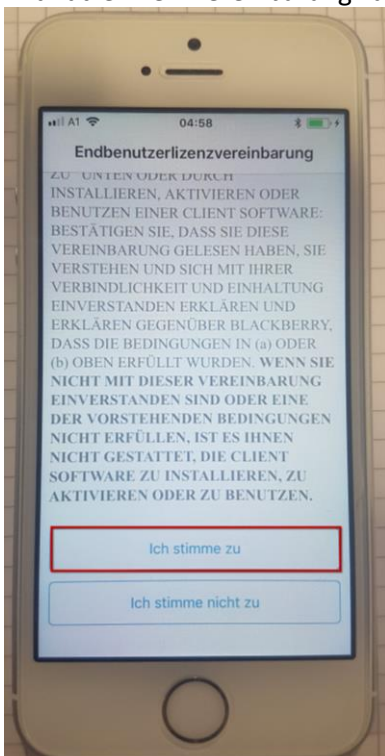 A1 04:58
Endbenutzerlizenzvereinbarung
ZU UNTEN ODER DURCH
INSTALLIEREN, AKTIVIEREN ODER
BENUTZEN EINER CLIENT SOFTWARE:
BESTÄTIGEN SIE, DASS SIE DIESE
VEREINBARUNG GELESEN HABEN, SIE
VERSTEHEN UND SICH MIT IHRER
VERBINDLICHKEIT UND EINHALTUNG
EINVERSTANDEN ERKLÄREN UND
ERKLÄREN GEGENÜBER BLACKBERRY,
DASS DIE BEDINGUNGEN IN (a) ODER
(b) OBEN ERFÜLLT WURDEN. WENN SIE
NICHT MIT DIESER VEREINBARUNG
EINVERSTANDEN SIND ODER EINE
DER VORSTEHENDEN BEDINGUNGEN
NICHT ERFÜLLEN, IST ES IHNEN
NICHT GESTATTET, DIE CLIENT
SOFTWARE ZU INSTALLIEREN, ZU
AKTIVIEREN ODER ZU BENUTZEN.
Ich stimme zu
Ich stimme nicht zu